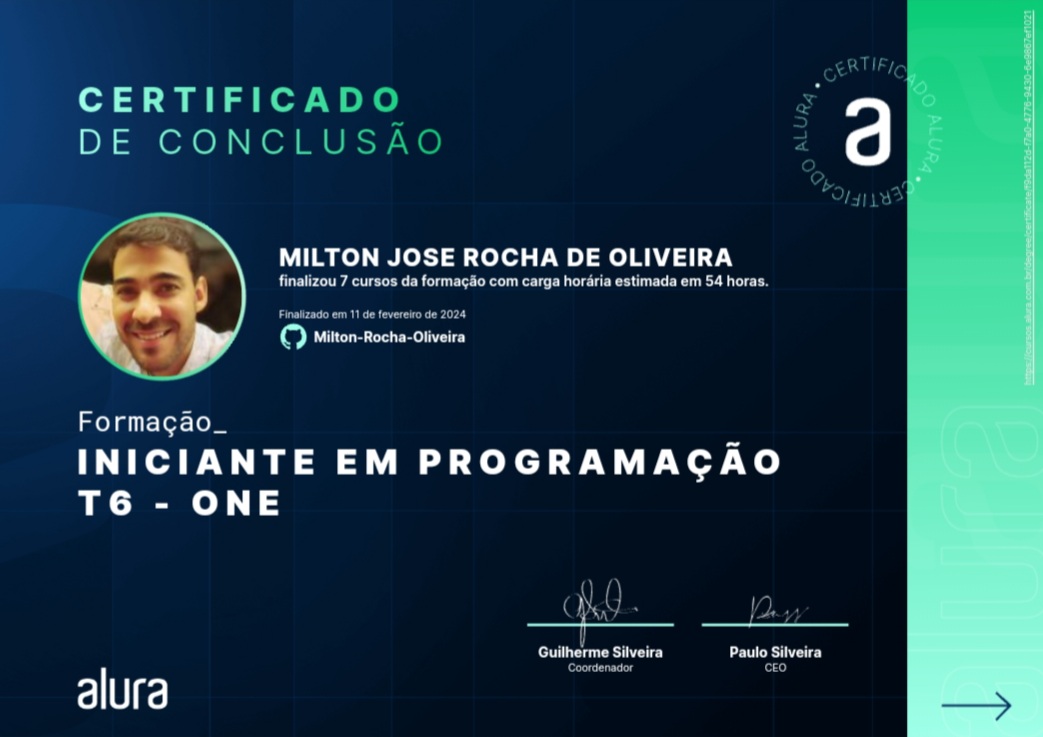 CERTIFICADO
DE CONCLUSÃO
CERTIFICADO ALURA • CERTIFICADO ALURA •
a
MILTON JOSE ROCHA DE OLIVEIRA
finalizou 7 cursos da formação com carga horária estimada em 54 horas.
Finalizado em 11 de fevereiro de 2024
Milton-Rocha-Oliveira
Formação_
INICIANTE EM PROGRAMAÇÃO
T6 - ONE
Guilherme Silveira
Coordenador
Paulo Silveira
CEO
alura
alura